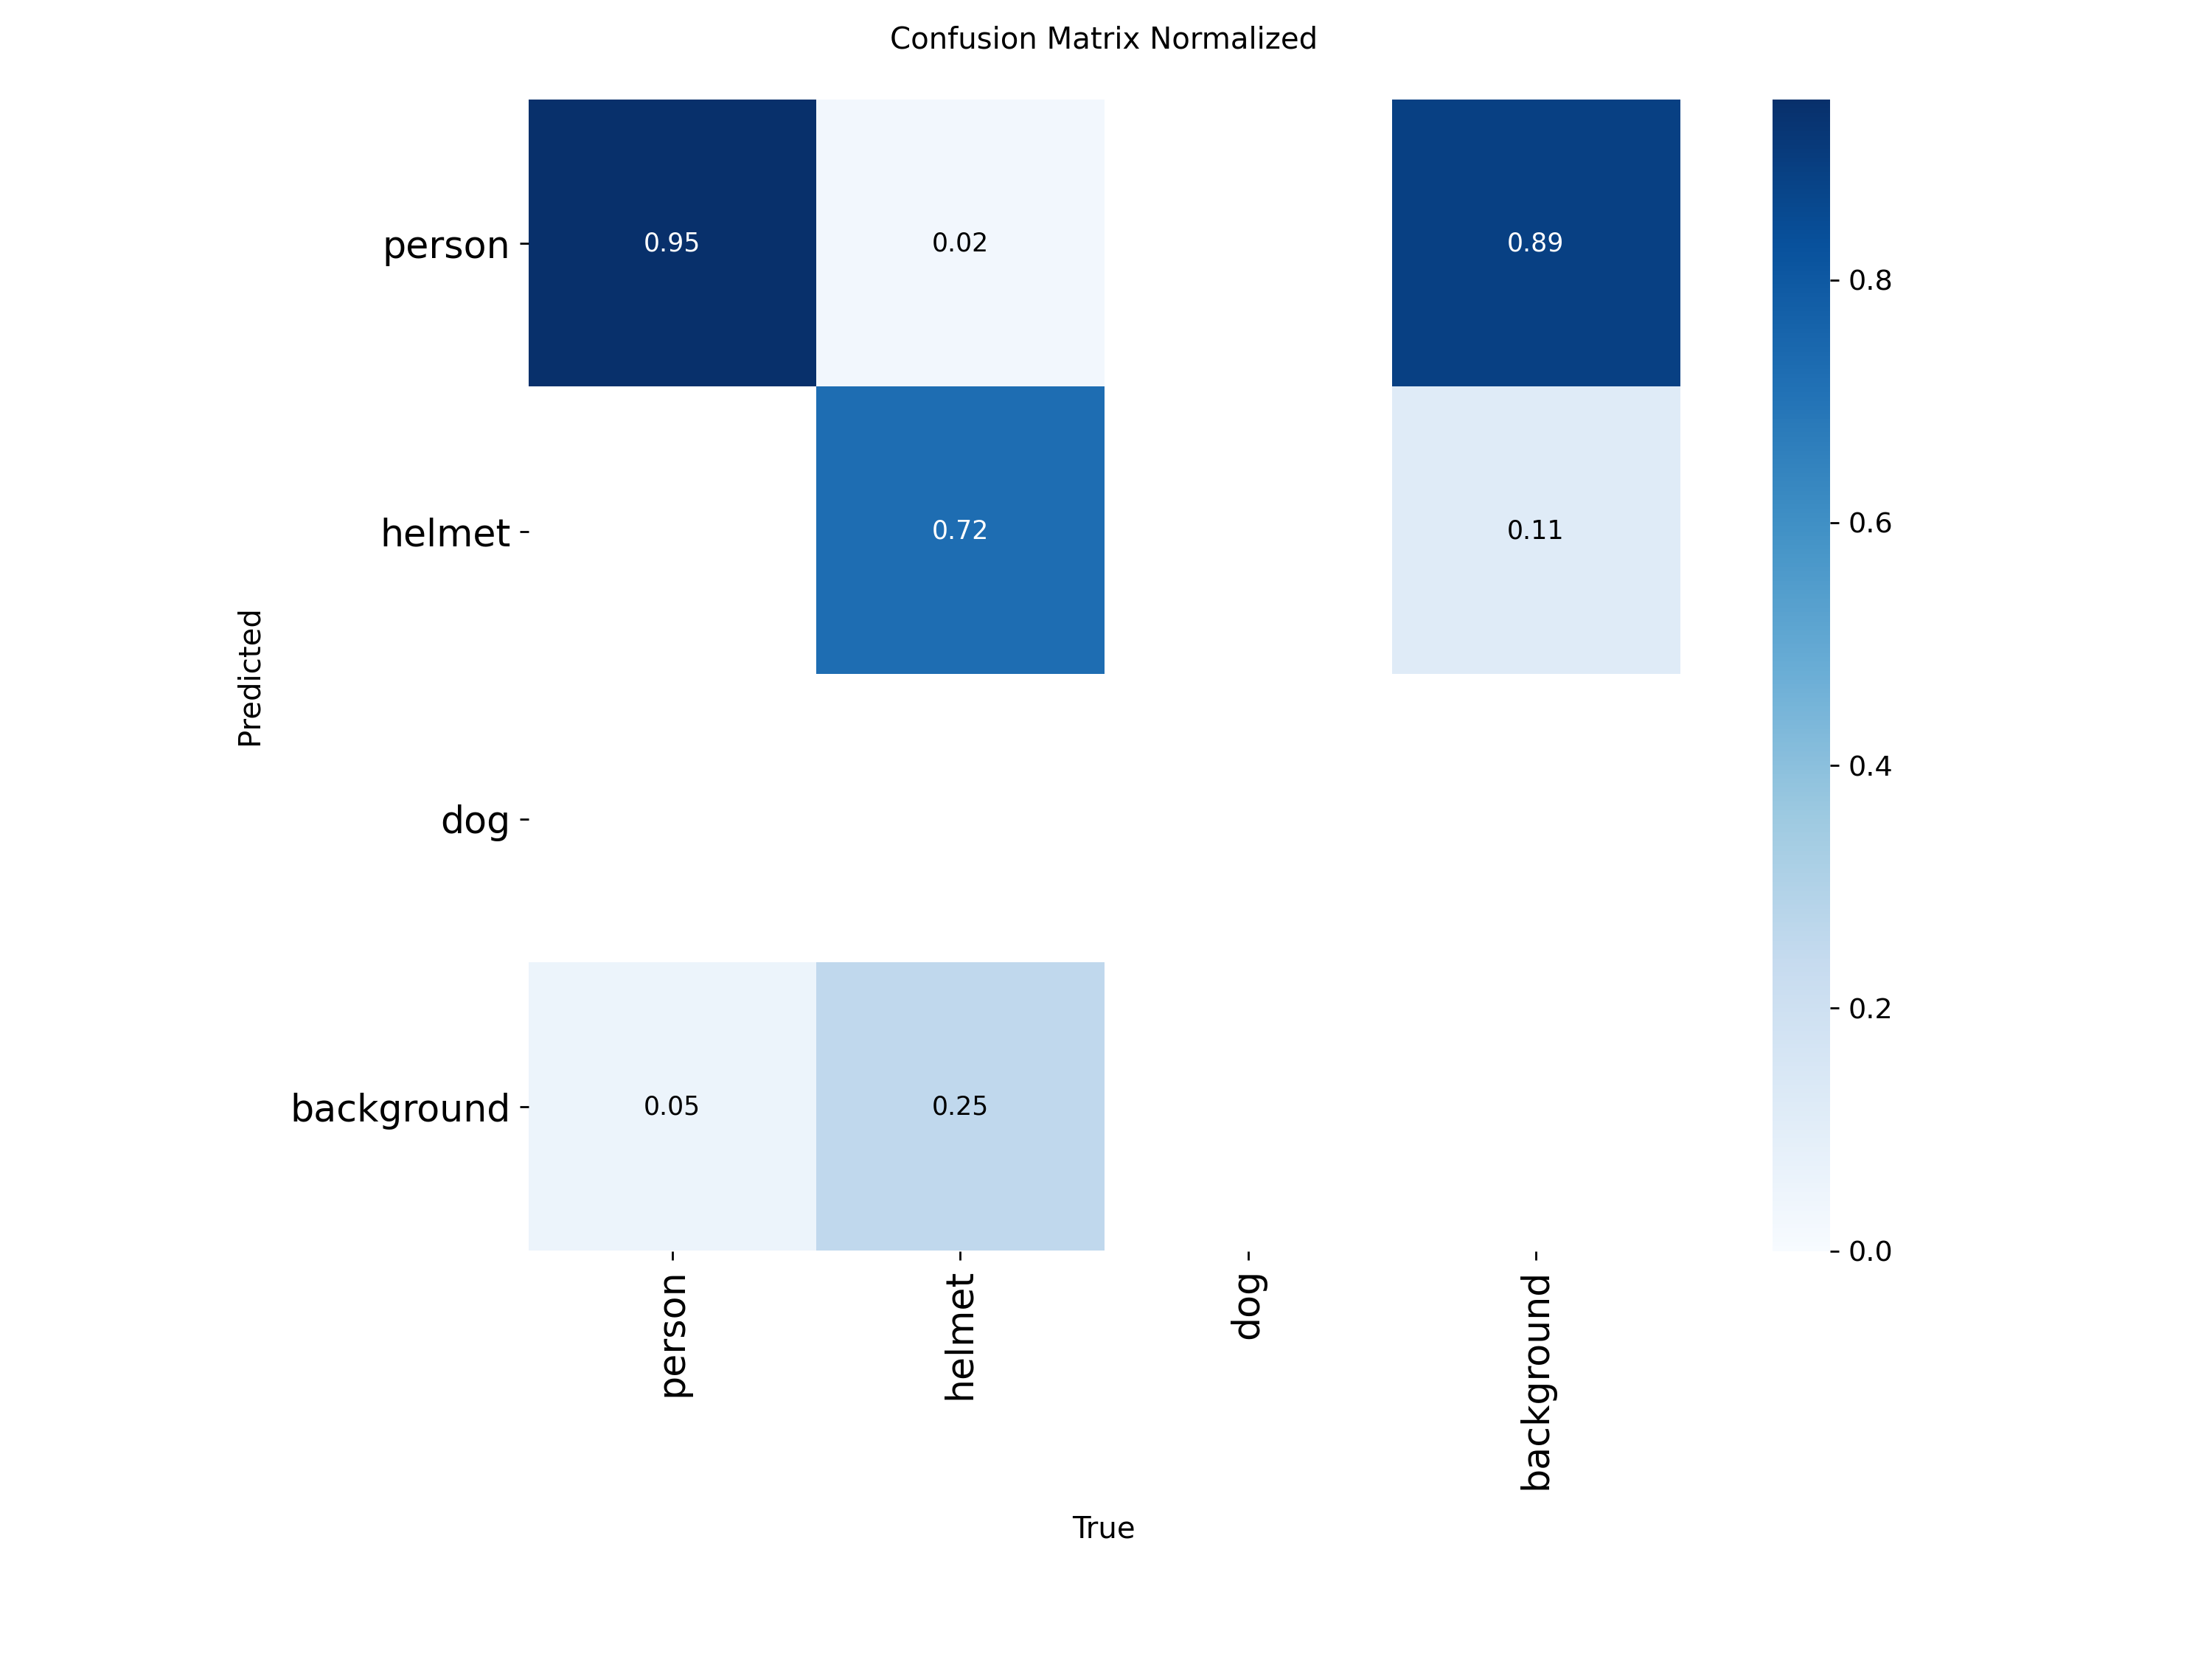 Confusion Matrix Normalized
person
0.95
0.02
0.89
0.8
helmet
0.72
0.11
0.6
Predicted
dog
0.4
background
0.05
0.25
0.2
0.0
person
helmet
dog
background
True